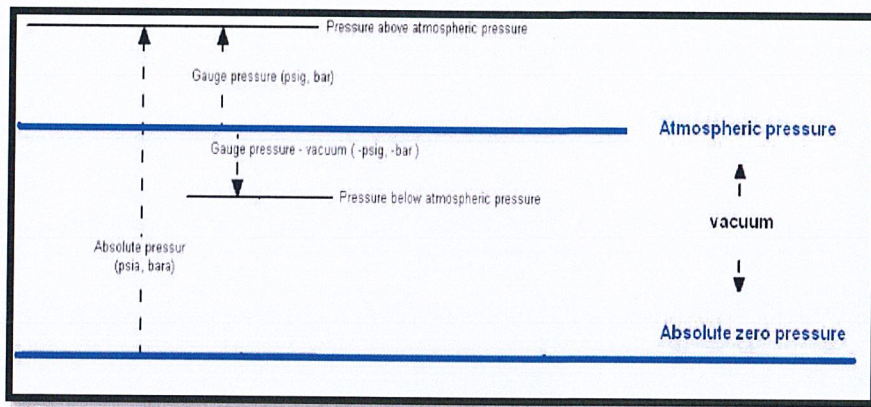 Pressure above atmospheric pressure
Gauge pressure (psig, bar)
Atmospheric pressure
Gauge pressure - vacuum ( -psig, -bar )
Pressure below atmospheric pressure
vacuum
Absolute pressur
(psia, bara)
Absolute zero pressure